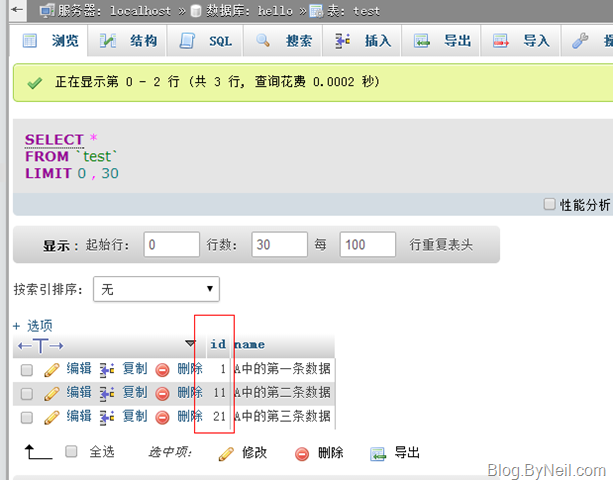 服务器: localhost » 数据库: hello » 表: test
浏览 结构 SQL 搜索 插入 导出 导入
正在显示第 0 - 2 行 (共 3 行, 查询花费 0.0002 秒)
SELECT *
FROM `test`
LIMIT 0 , 30
性能分析
显示: 起始行: 0 行数: 30 每 100 行重复表头
按索引排序: 无
+ 选项
←T→ id name
编辑 复制 删除 1 A中的第一条数据
编辑 复制 删除 11 A中的第二条数据
编辑 复制 删除 21 A中的第三条数据
全选 选中项: 修改 删除 导出
Blog.ByNeil.com